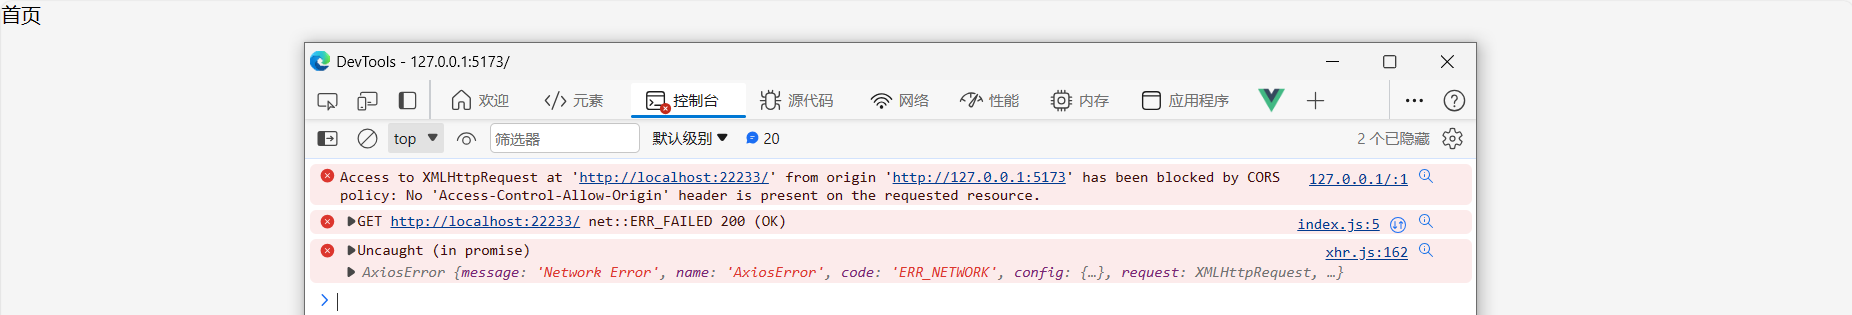 首页
DevTools - 127.0.0.1:5173/
欢迎 元素 控制台 源代码 网络 性能 内存 应用程序
top 筛选器 默认级别 20 2 个已隐藏
Access to XMLHttpRequest at 'http://localhost:22233/' from origin 'http://127.0.0.1:5173' has been blocked by CORS 127.0.0.1/:1
policy: No 'Access-Control-Allow-Origin' header is present on the requested resource.
GET http://localhost:22233/ net::ERR_FAILED 200 (OK) index.js:5
Uncaught (in promise) xhr.js:162
AxiosError {message: 'Network Error', name: 'AxiosError', code: 'ERR_NETWORK', config: {…}, request: XMLHttpRequest, …}